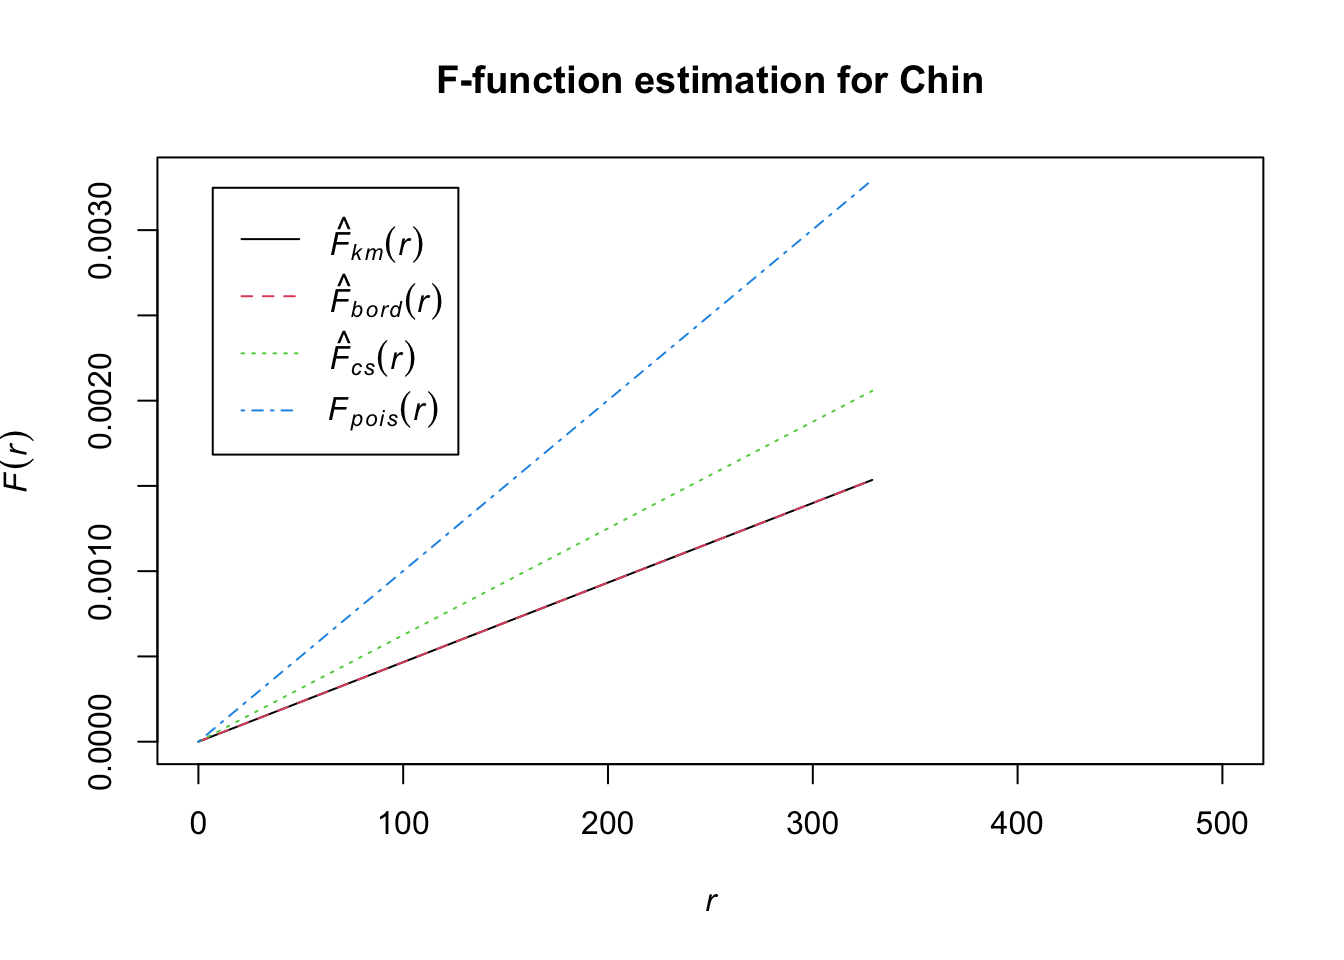 F-function estimation for Chin
F(r)
0.0000
0.0010
0.0020
0.0030
F̂km(r)
F̂bord(r)
F̂cs(r)
Fpois(r)
0 100 200 300 400 500
r